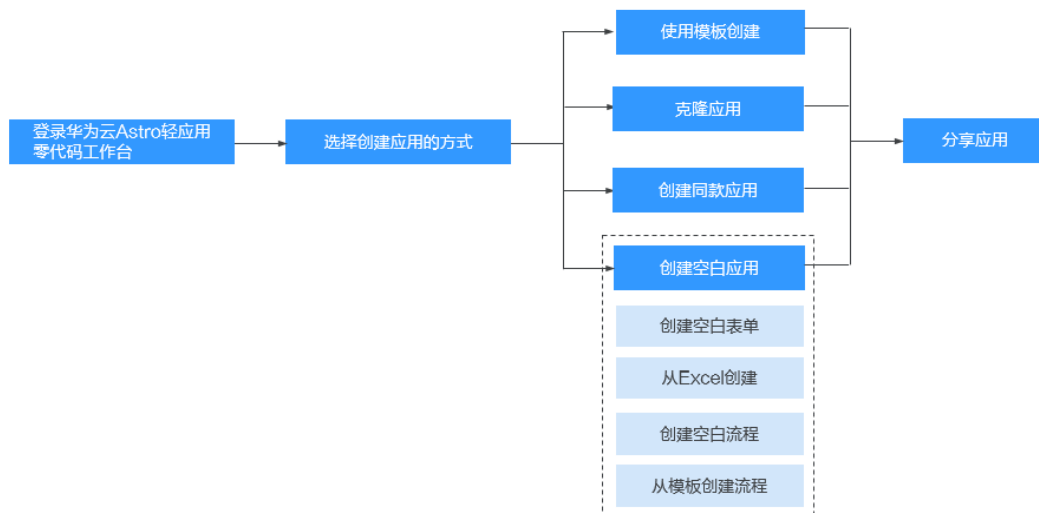 登录华为云Astro轻应用
零代码工作台
选择创建应用的方式
使用模板创建
克隆应用
创建同款应用
创建空白应用
创建空白表单
从Excel创建
创建空白流程
从模板创建流程
分享应用